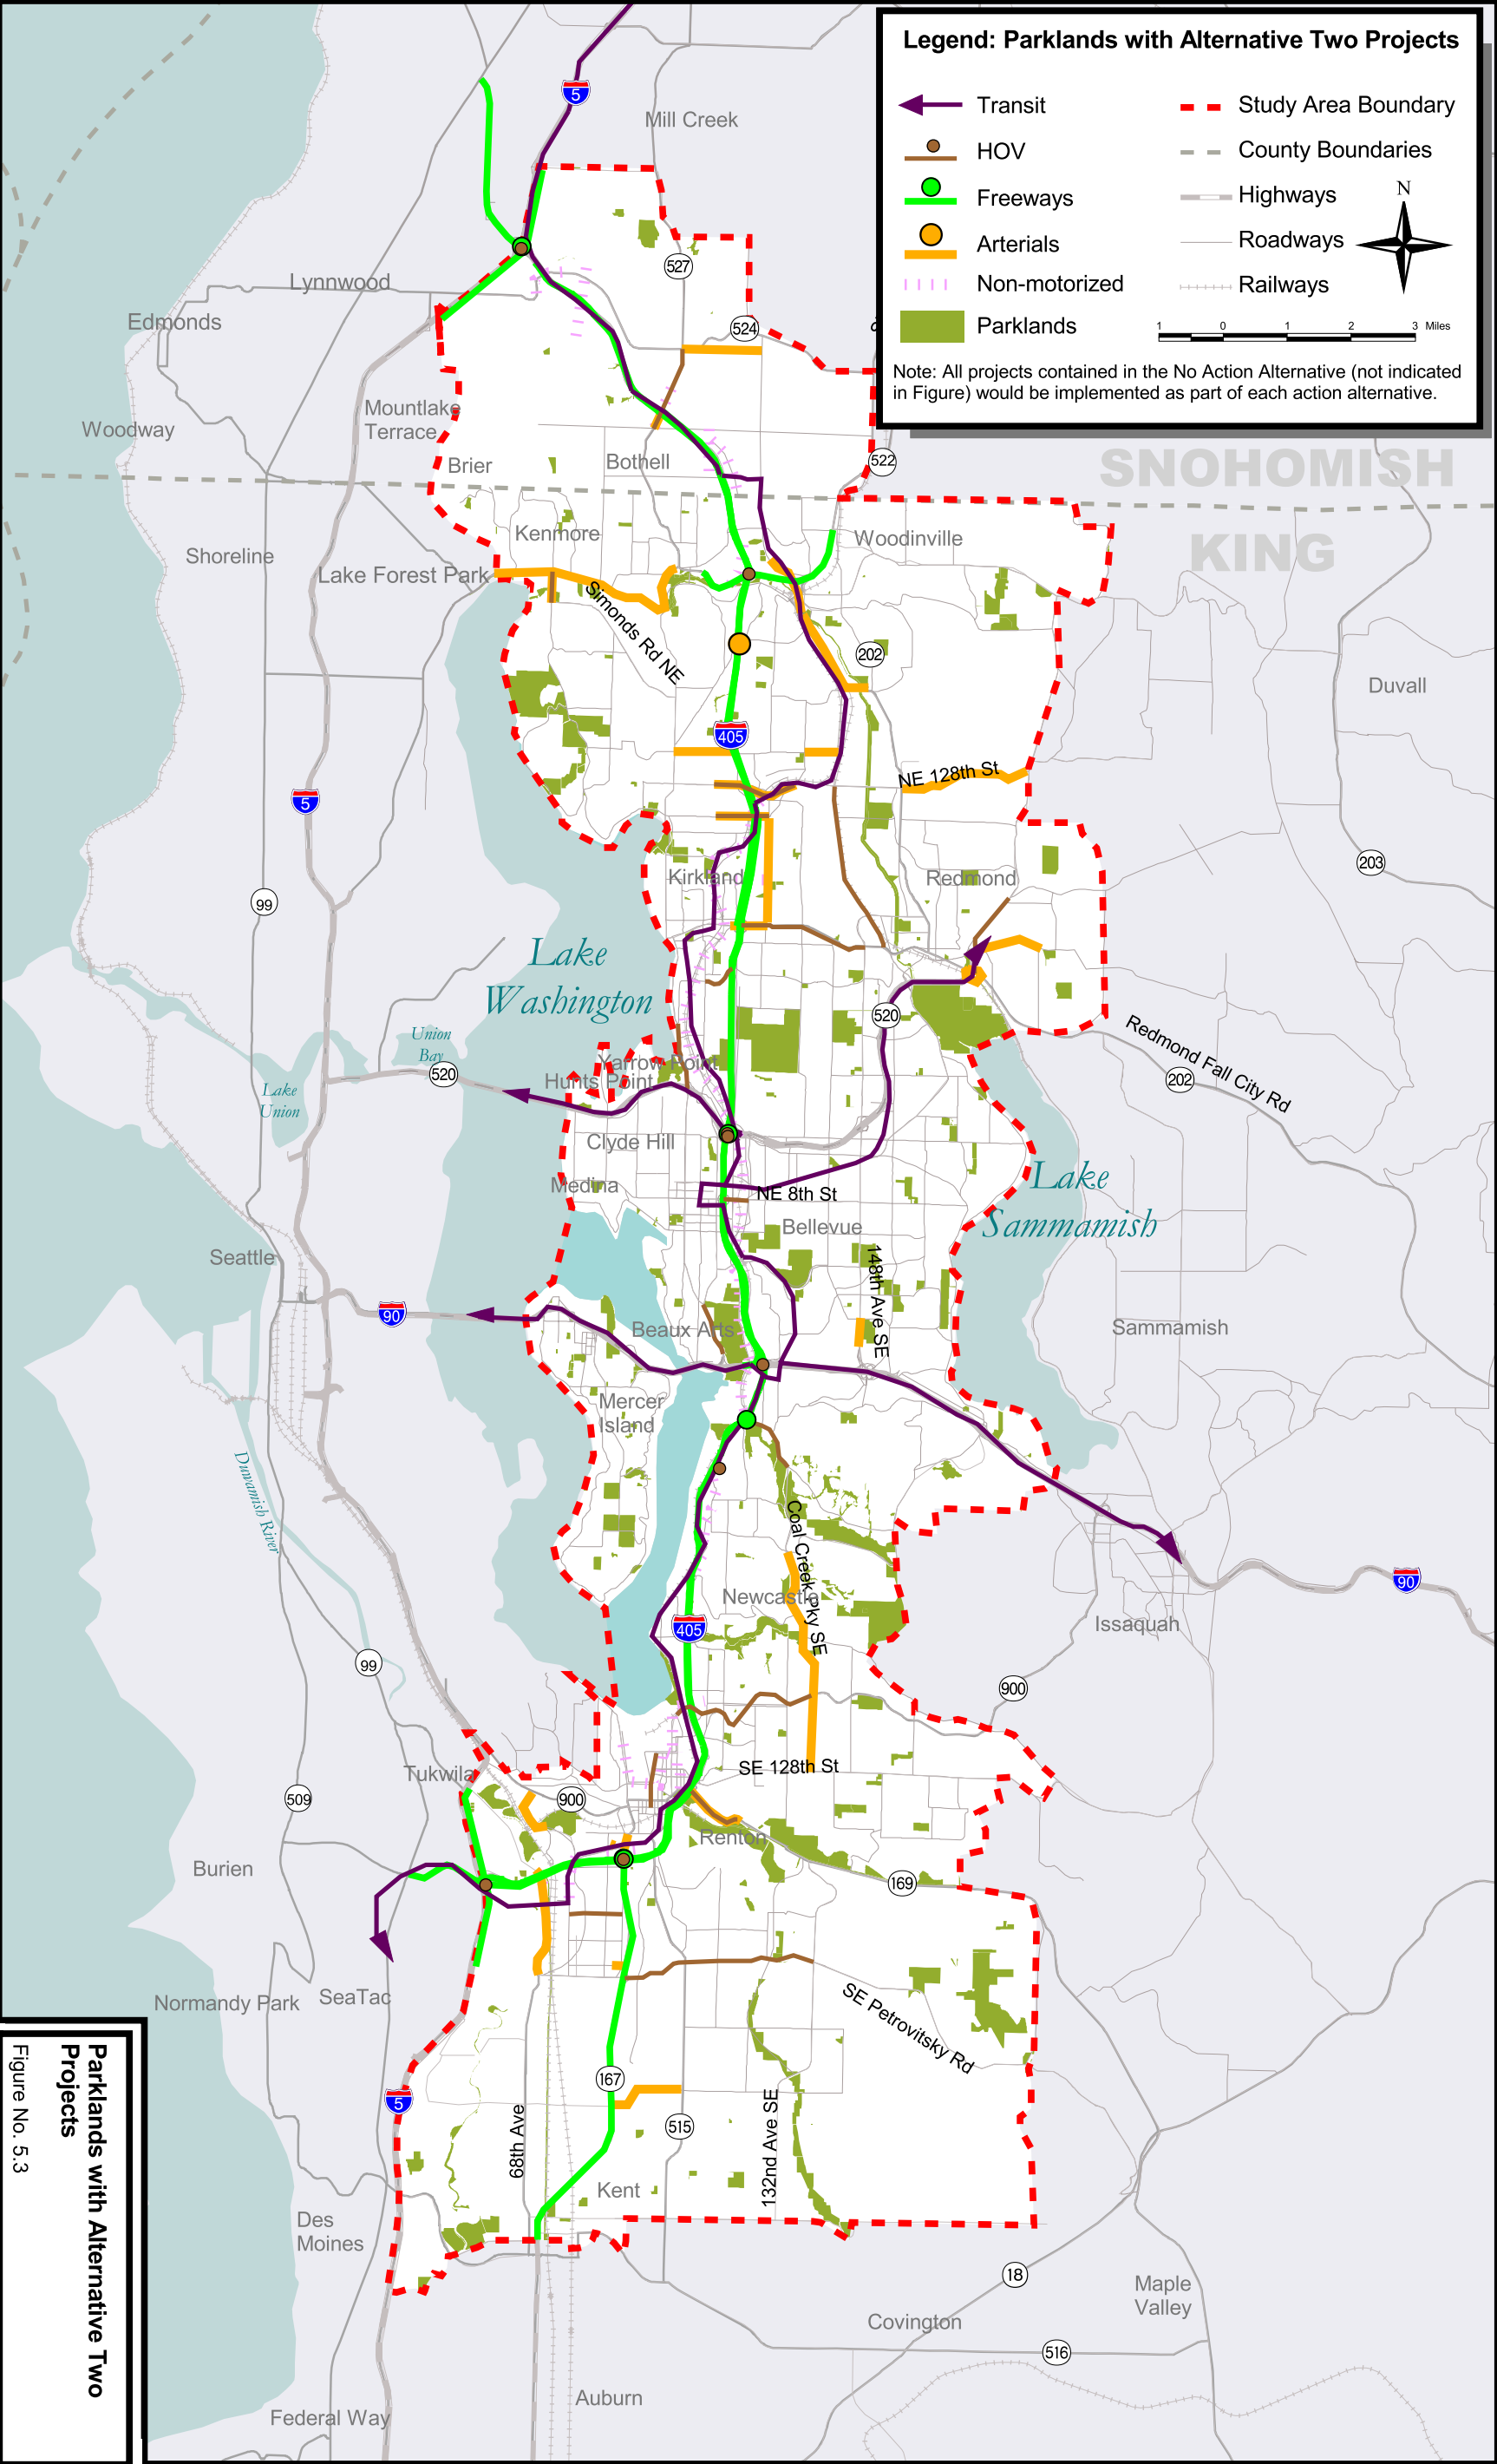 Legend: Parklands with Alternative Two Projects
Transit
HOV
Freeways
Arterials
Non-motorized
Parklands
Study Area Boundary
County Boundaries
Highways
Roadways
Railways
N
1 0 1 2 3 Miles
Note: All projects contained in the No Action Alternative (not indicated
in Figure) would be implemented as part of each action alternative.
5
Mill Creek
527
Lynnwood
Edmonds
524
Mountlake
Terrace
Woodway
Brier
Bothell
522
SNOHOMISH
KING
Kenmore
Woodinville
Shoreline
Lake Forest Park
Simonds Rd NE
202
Duvall
405
NE 128th St
5
203
Kirkland
Redmond
99
Lake
Washington
520
Union
Bay
520
Redmond Fall City Rd
202
Yarrow Point
Hunts Point
Lake
Union
Clyde Hill
Medina
Lake
Sammamish
NE 8th St
Bellevue
148th Ave SE
Seattle
90
Beaux Arts
Sammamish
Mercer
Island
Duwamish River
Coal Creek Pky SE
Newcastle
90
Issaquah
405
99
900
SE 128th St
Tukwila
900
509
Renton
Burien
169
Normandy Park
SeaTac
SE Petrovitsky Rd
167
5
515
68th Ave
132nd Ave SE
Kent
Des
Moines
18
Maple
Valley
Covington
516
Auburn
Federal Way
Parklands with Alternative Two
Projects
Figure No. 5.3